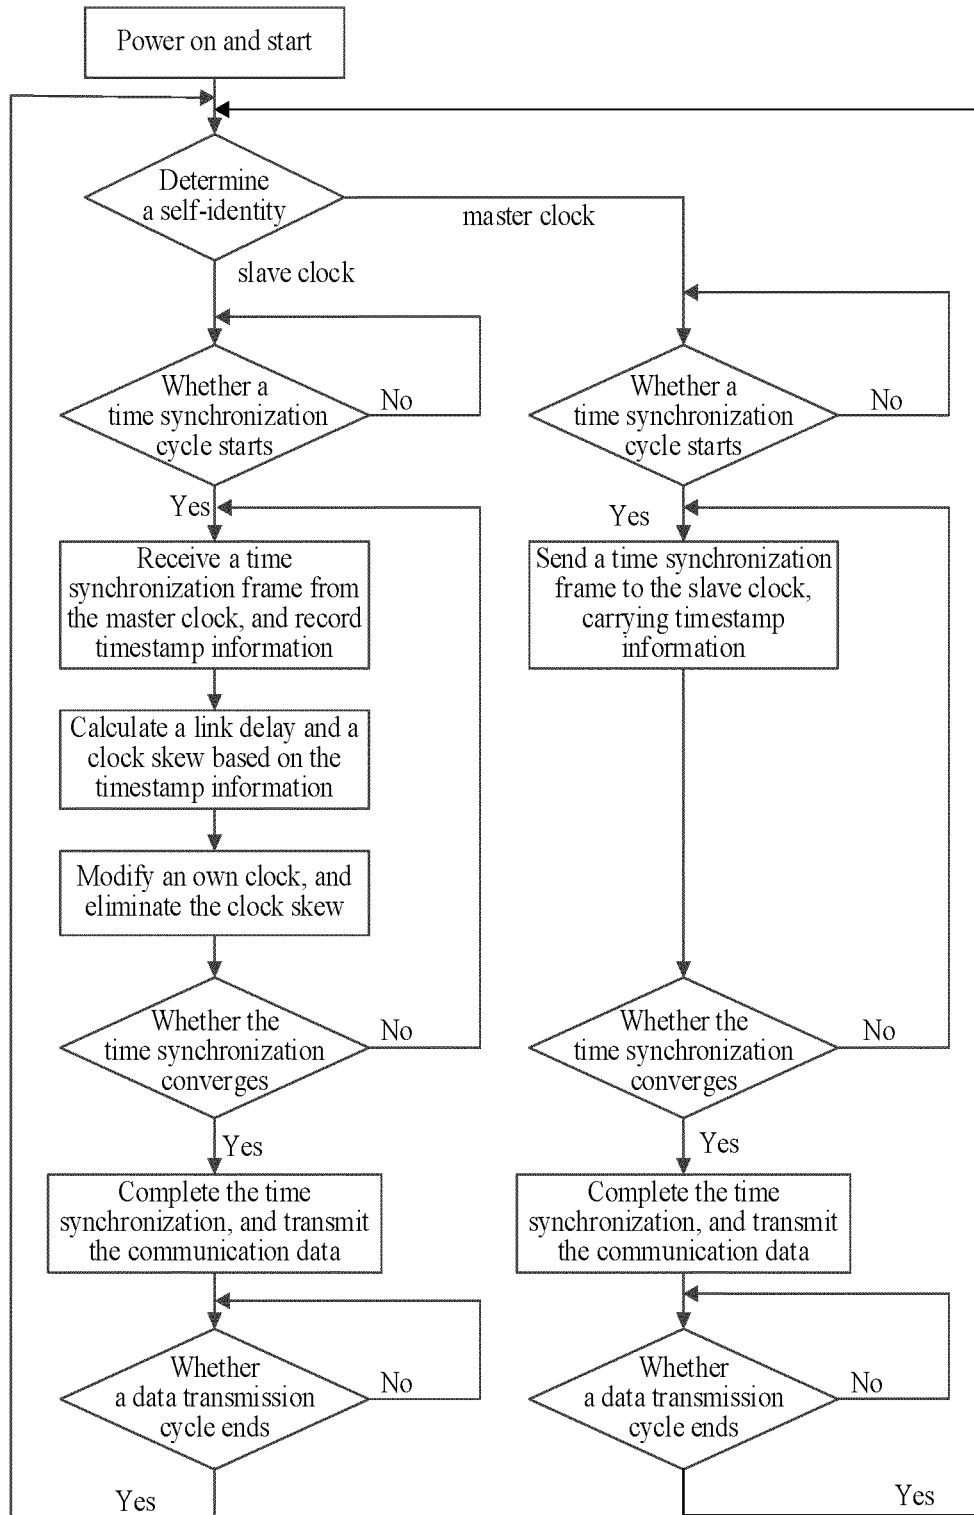 Power on and start
Determine
a self-identity
master clock
slave clock
Whether a
time synchronization
cycle starts
No
Whether a
time synchronization
cycle starts
No
Yes
Yes
Receive a time
synchronization frame from
the master clock, and record
timestamp information
Send a time synchronization
frame to the slave clock,
carrying timestamp
information
Calculate a link delay and a
clock skew based on the
timestamp information
Modify an own clock, and
eliminate the clock skew
Whether the
time synchronization
converges
No
Whether the
time synchronization
converges
No
Yes
Yes
Complete the time
synchronization, and transmit
the communication data
Complete the time
synchronization, and transmit
the communication data
Whether
a data transmission
cycle ends
No
Whether
a data transmission
cycle ends
No
Yes
Yes